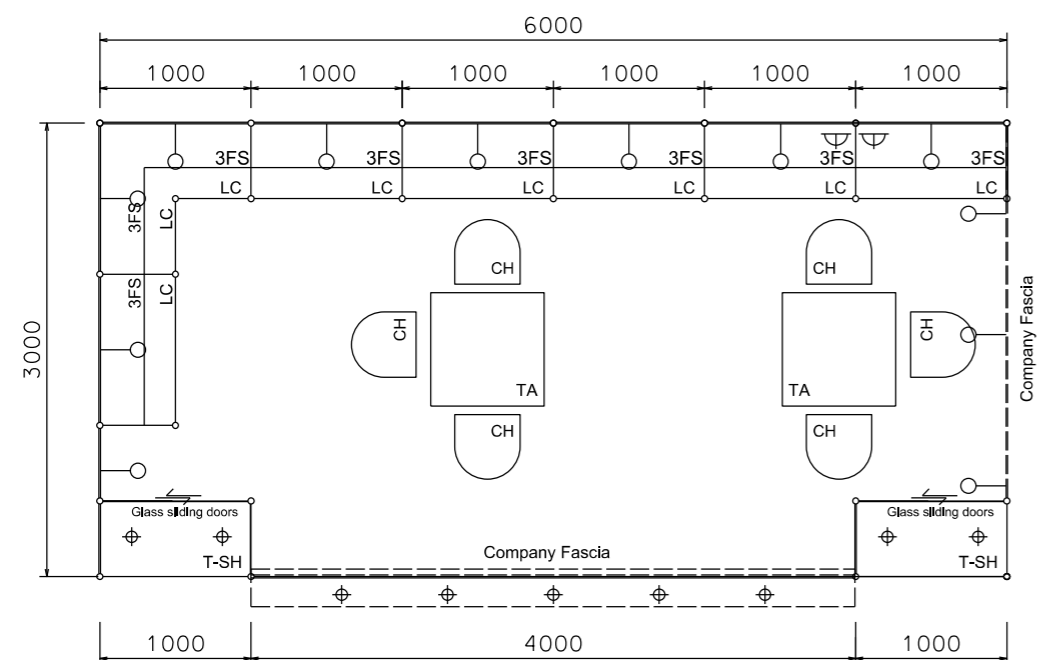 6000
1000 1000 1000 1000 1000 1000
3FS 3FS 3FS 3FS 3FS 3FS
LC LC LC LC LC LC
3FS LC
3FS LC
3000
CH CH
CH TA CH TA
CH CH
Company Fascia
Glass sliding doors Glass sliding doors
T-SH T-SH
Company Fascia
1000 4000 1000